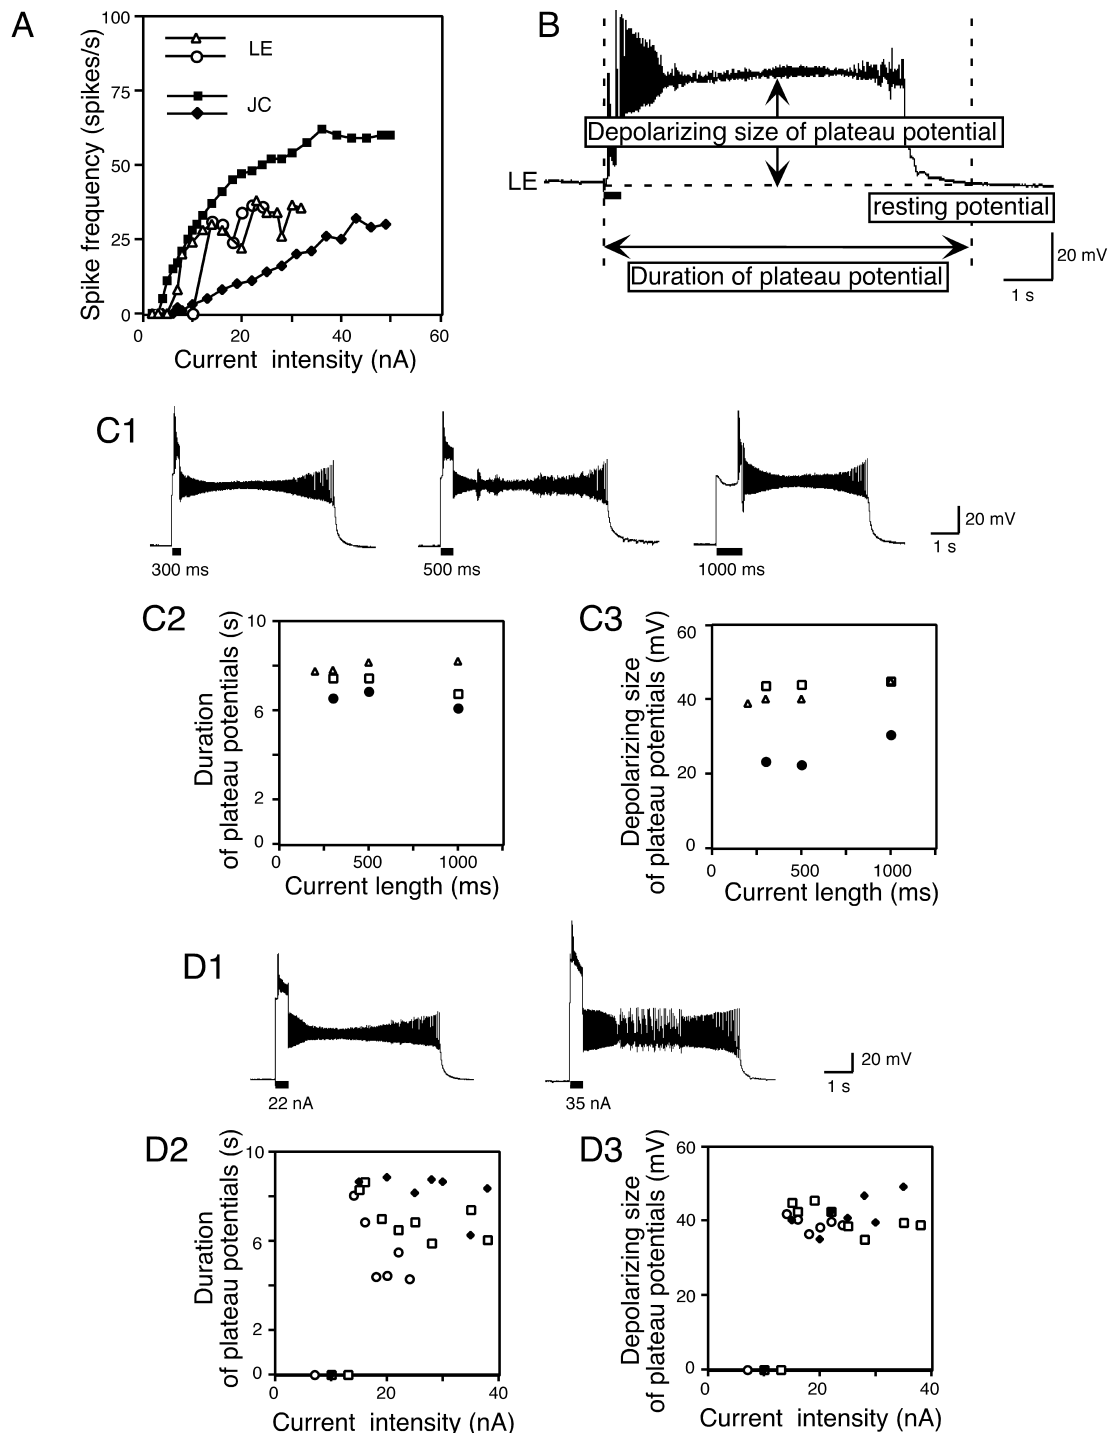 A
Spike frequency (spikes/s)
100
75
50
25
0
LE
JC
0
20
40
60
Current intensity (nA)
B
Depolarizing size of plateau potential
LE
resting potential
Duration of plateau potential
20 mV
1 s
C1
300 ms
500 ms
1000 ms
20 mV
1 s
C2
Duration
of plateau potentials (s)
10
6
2
0
0
500
1000
Current length (ms)
C3
Depolarizing size
of plateau potentials (mV)
60
40
20
0
0
500
1000
Current length (ms)
D1
22 nA
35 nA
20 mV
1 s
D2
Duration
of plateau potentials (s)
10
6
2
0
0
20
40
Current intensity (nA)
D3
Depolarizing size
of plateau potentials (mV)
60
40
20
0
0
20
40
Current intensity (nA)